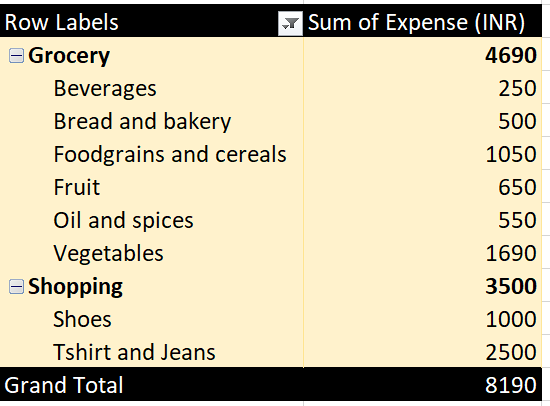 Row Labels Sum of Expense (INR)
Grocery 4690
Beverages 250
Bread and bakery 500
Foodgrains and cereals 1050
Fruit 650
Oil and spices 550
Vegetables 1690
Shopping 3500
Shoes 1000
Tshirt and Jeans 2500
Grand Total 8190